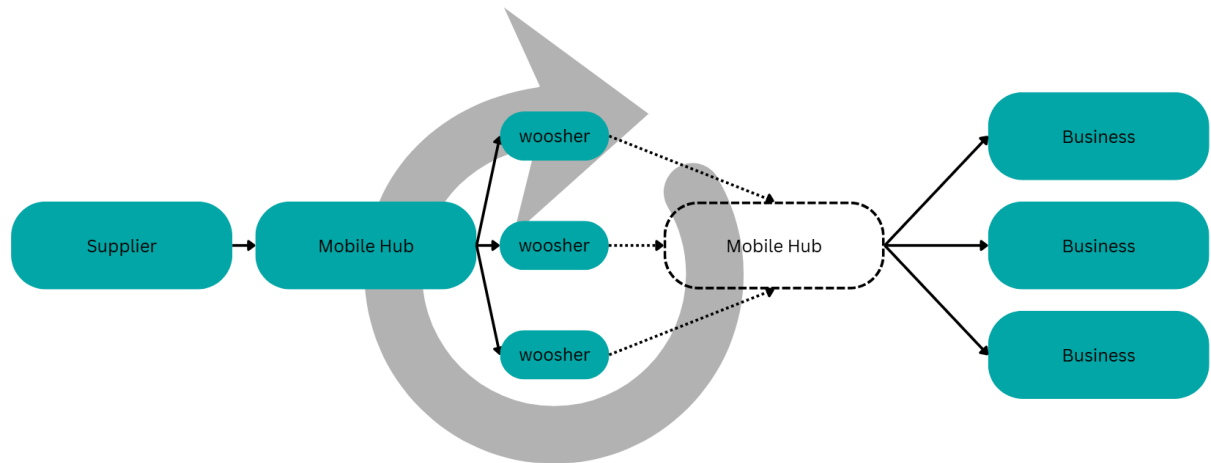 Supplier
Mobile Hub
woosher
woosher
woosher
Mobile Hub
Business
Business
Business